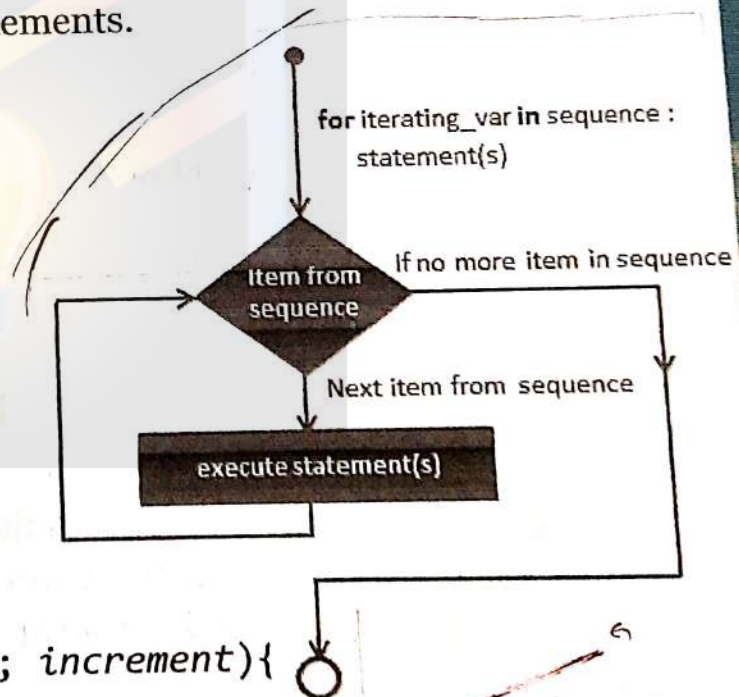 ements.
for iterating_var in sequence :
statement(s)
Item from
sequence
If no more item in sequence
Next item from sequence
execute statement(s)
; increment){
G